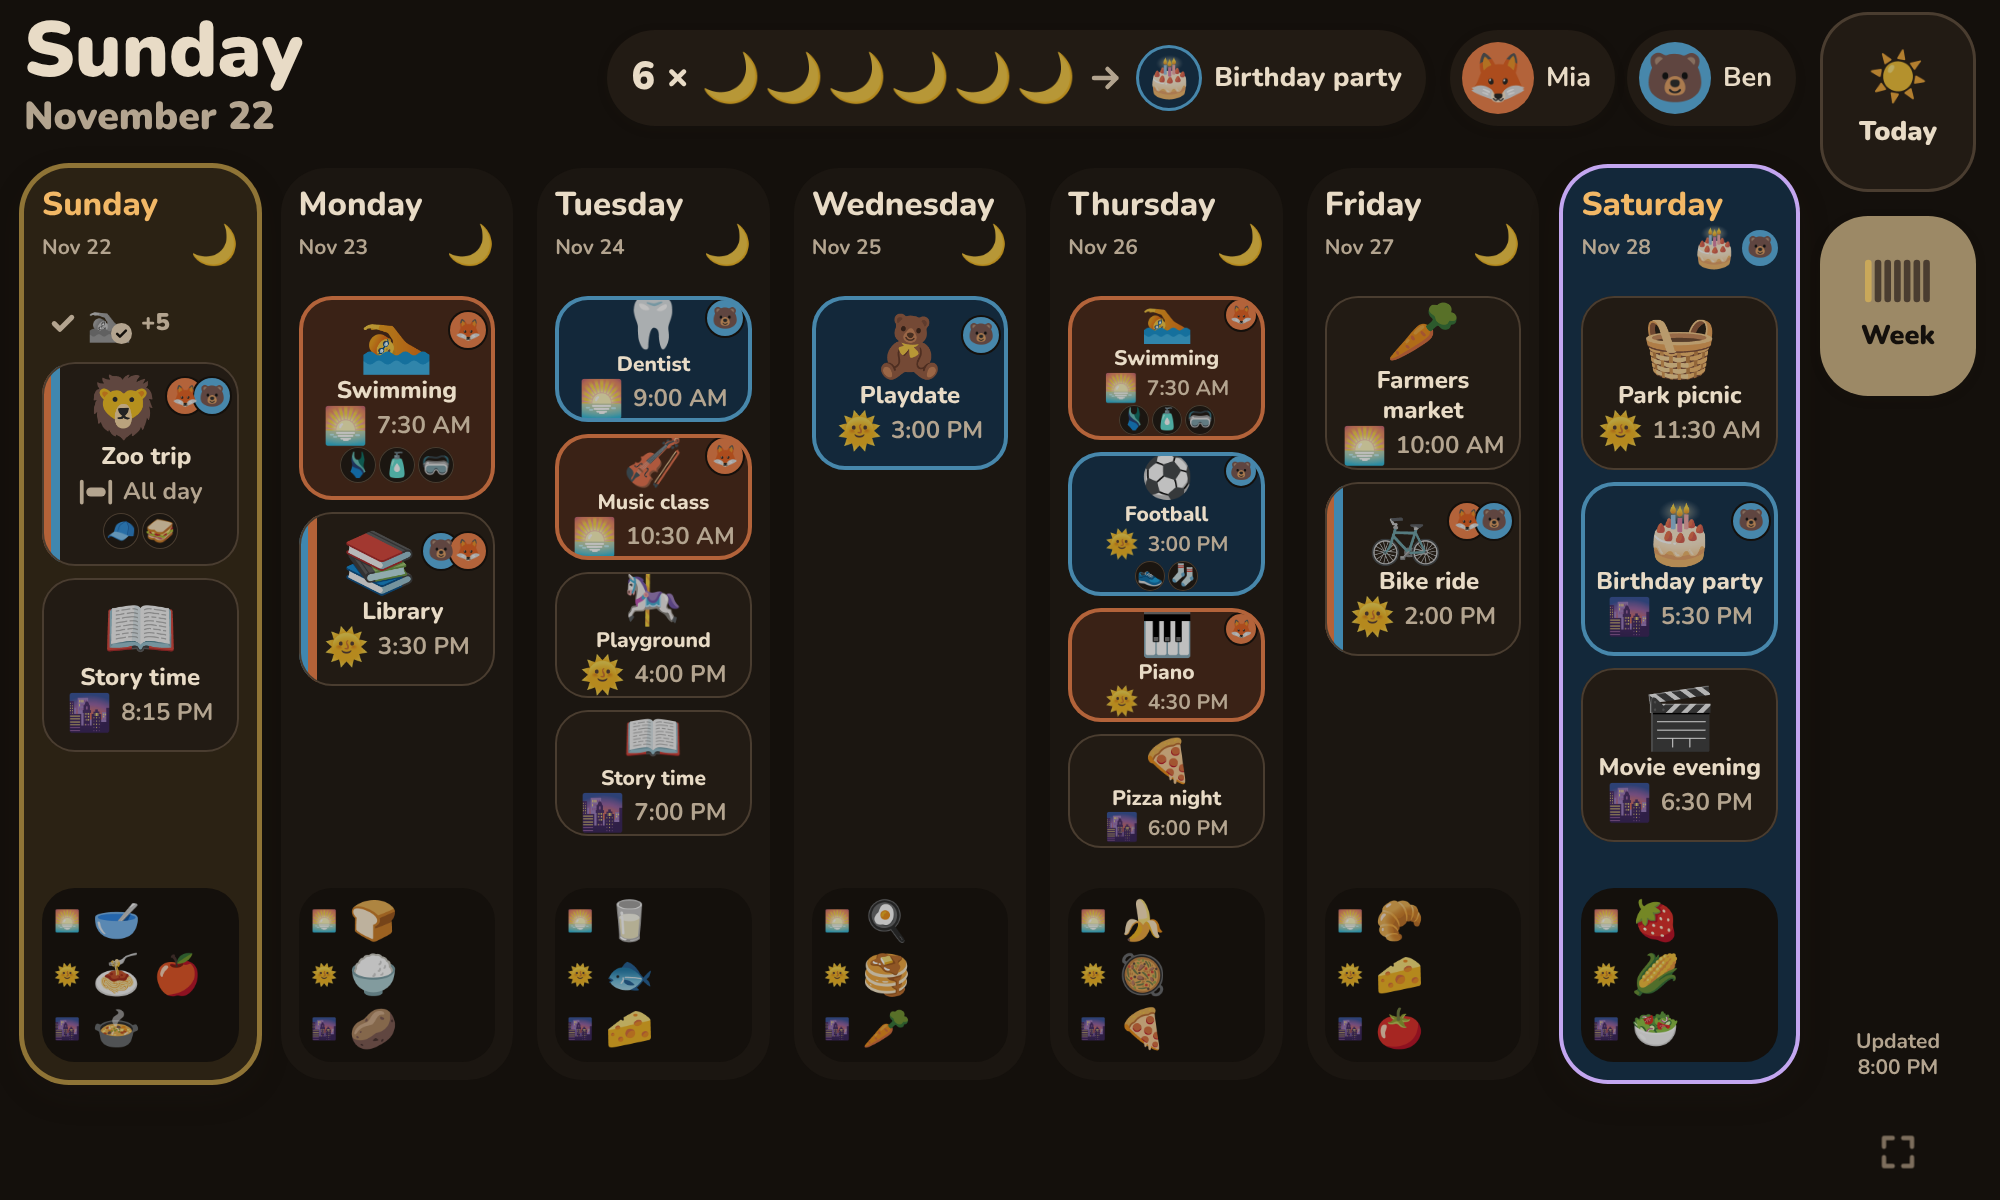 Sunday
November 22
6 ×
Birthday party
Mia
Ben
Today
Week
Sunday
Nov 22
+5
Zoo trip
All day
Story time
8:15 PM
Monday
Nov 23
Swimming
7:30 AM
Library
3:30 PM
Tuesday
Nov 24
Dentist
9:00 AM
Music class
10:30 AM
Playground
4:00 PM
Story time
7:00 PM
Wednesday
Nov 25
Playdate
3:00 PM
Thursday
Nov 26
Swimming
7:30 AM
Football
3:00 PM
Piano
4:30 PM
Pizza night
6:00 PM
Friday
Nov 27
Farmers
market
10:00 AM
Bike ride
2:00 PM
Saturday
Nov 28
Park picnic
11:30 AM
Birthday party
5:30 PM
Movie evening
6:30 PM
Updated
8:00 PM